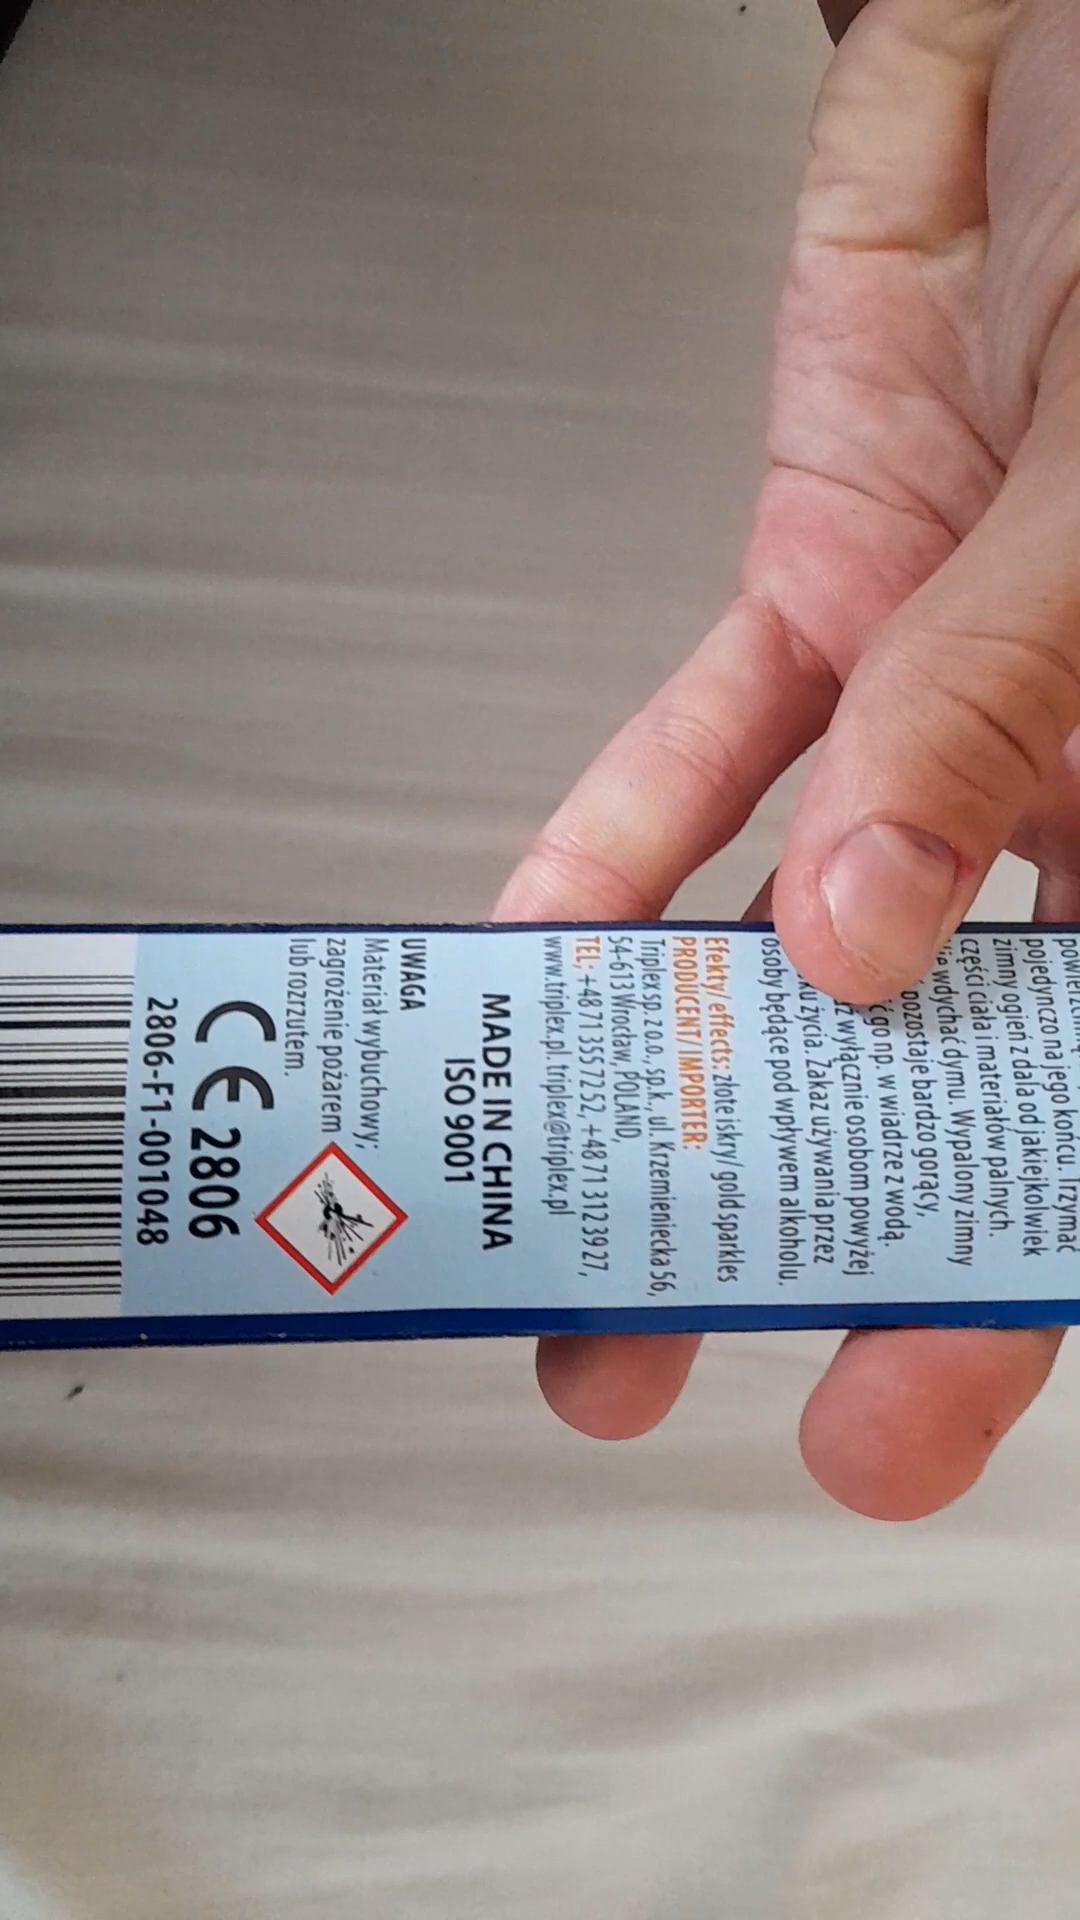 pojedynczo na jego końcu. Trzymać
zimny ogień z dala od jakiejkolwiek
części ciała i materiałów palnych.
wdychać dymu. Wypalony zimny
pozostaje bardzo gorący,
go np. w wiadrze z wodą.
wyłącznie osobom powyżej
życia. Zakaz używania przez
osoby będące pod wpływem alkoholu.
Efekty/ effects: złote iskry/ gold sparkles
PRODUCENT/ IMPORTER:
Triplex sp. z o.o., sp.k., ul. Krzemieniecka 56,
54-613 Wrocław, POLAND,
TEL; +48 71 355 72 52, +48 71 31 23 927,
www.triplex.pl. triplex@triplex.pl
MADE IN CHINA
ISO 9001
UWAGA
Materiał wybuchowy;
zagrożenie pożarem
lub rozrzutem.
CE 2806
2806-F1-001048